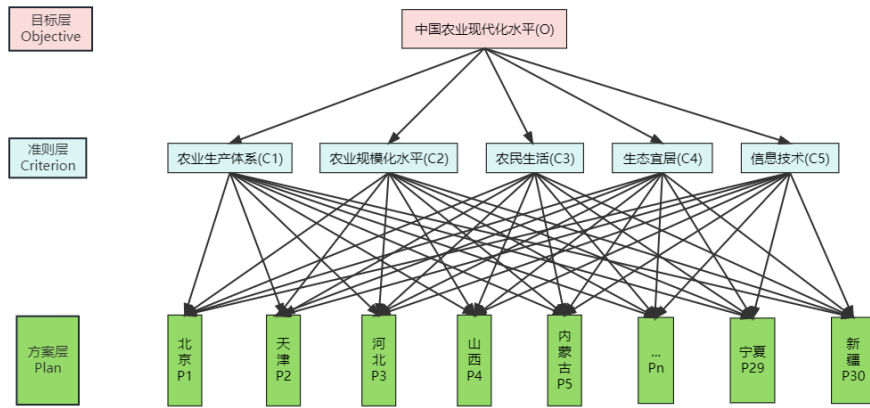 目标层
Objective
中国农业现代化水平(O)
准则层
Criterion
农业生产体系(C1)
农业规模化水平(C2)
农民生活(C3)
生态宜居(C4)
信息技术(C5)
方案层
Plan
北
京
P1
天
津
P2
河
北
P3
山
西
P4
内
蒙
古
P5
...
Pn
宁夏
P29
新
疆
P30